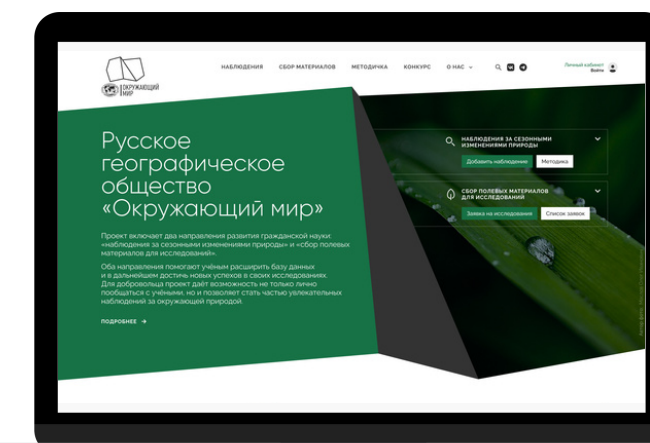 ОКРУЖАЮЩИЙ
МИР
НАБЛЮДЕНИЯ СБОР МАТЕРИАЛОВ МЕТОДИЧКА КОНКУРС О НАС
Личный кабинет
Войти
Русское
географическое
общество
«Окружающий мир»
Проект включает два направления развития гражданской науки:
«наблюдения за сезонными изменениями природы» и «сбор полевых
материалов для исследований».
Оба направления помогают учёным расширить базу данных
и в дальнейшем достичь новых успехов в своих исследованиях.
Для добровольца проект даёт возможность не только лично
пообщаться с учёными, но и позволяет стать частью увлекательных
наблюдений за окружающей природой.
ПОДРОБНЕЕ →
НАБЛЮДЕНИЯ ЗА СЕЗОННЫМИ
ИЗМЕНЕНИЯМИ ПРИРОДЫ
Добавить наблюдение Методика
СБОР ПОЛЕВЫХ МАТЕРИАЛОВ
ДЛЯ ИССЛЕДОВАНИЙ
Заявка на исследование Список заявок